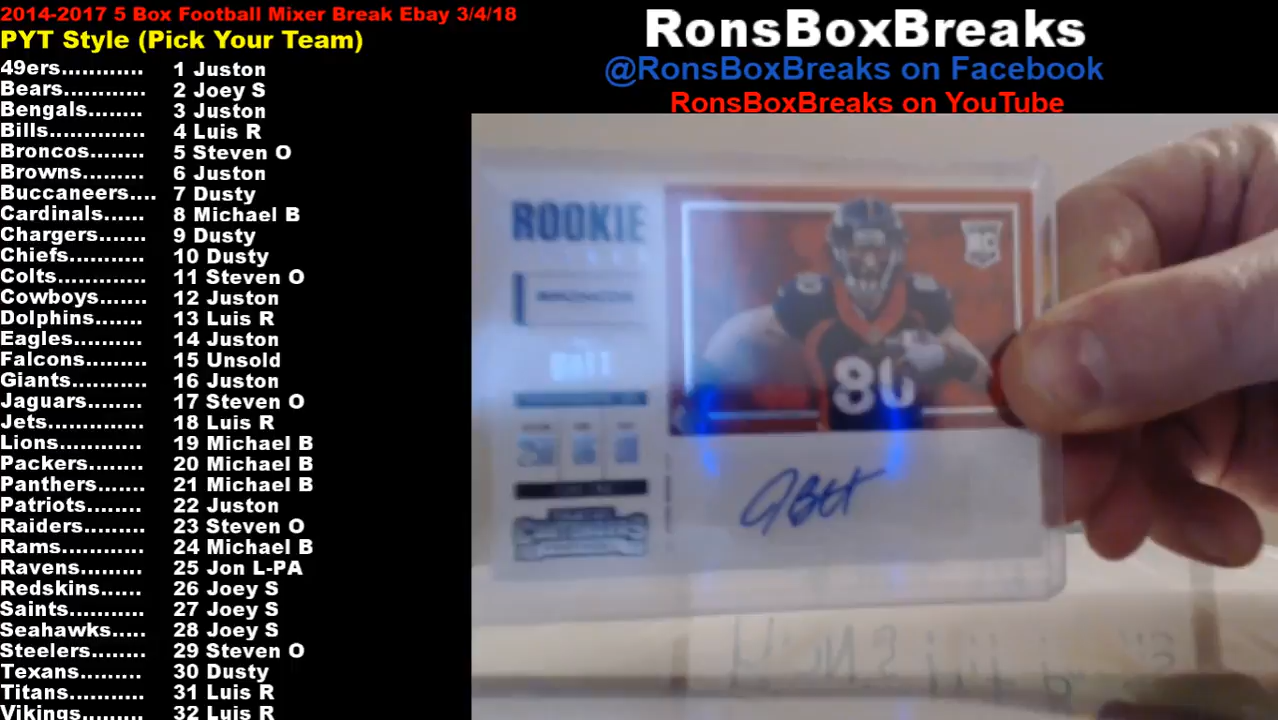 2014-2017 5 Box Football Mixer Break Ebay 3/4/18
PYT Style (Pick Your Team)
49ers............ 1 Juston
Bears............ 2 Joey S
Bengals........ 3 Juston
Bills.............. 4 Luis R
Broncos........ 5 Steven O
Browns......... 6 Juston
Buccaneers.... 7 Dusty
Cardinals...... 8 Michael B
Chargers....... 9 Dusty
Chiefs........... 10 Dusty
Colts............. 11 Steven O
Cowboys....... 12 Juston
Dolphins....... 13 Luis R
Eagles.......... 14 Juston
Falcons......... 15 Unsold
Giants........... 16 Juston
Jaguars........ 17 Steven O
Jets.............. 18 Luis R
Lions............ 19 Michael B
Packers........ 20 Michael B
Panthers....... 21 Michael B
Patriots........ 22 Juston
Raiders......... 23 Steven O
Rams............ 24 Michael B
Ravens......... 25 Jon L-PA
Redskins...... 26 Joey S
Saints........... 27 Joey S
Seahawks..... 28 Joey S
Steelers........ 29 Steven O
Texans......... 30 Dusty
Titans........... 31 Luis R
Vikings......... 32 Luis R
RonsBoxBreaks
@RonsBoxBreaks on Facebook
RonsBoxBreaks on YouTube
ROOKIE
BRONCOS
RC
80